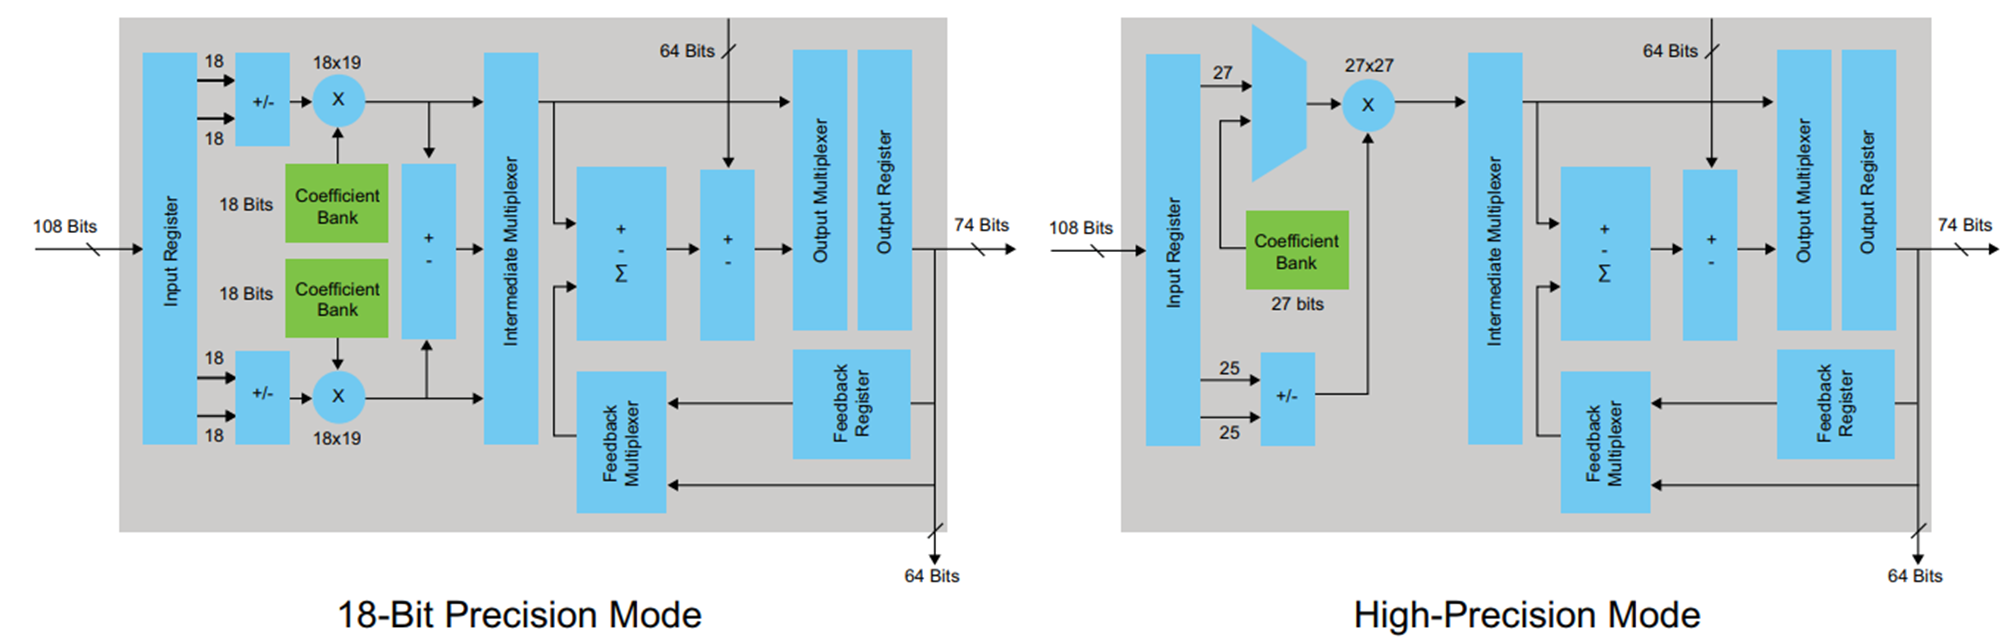 64 Bits
18
18x19
+/-
X
18
18 Bits
Coefficient
Bank
108 Bits
Input Register
18 Bits
Coefficient
Bank
+
-
Intermediate Multiplexer
+
-
Σ
+
-
Output Multiplexer
Output Register
74 Bits
18
+/-
X
18
18x19
Feedback
Multiplexer
Feedback
Register
64 Bits
18-Bit Precision Mode
64 Bits
27
27x27
X
108 Bits
Input Register
Coefficient
Bank
27 bits
Intermediate Multiplexer
+
-
Σ
+
-
Output Multiplexer
Output Register
74 Bits
25
+/-
25
Feedback
Multiplexer
Feedback
Register
64 Bits
High-Precision Mode